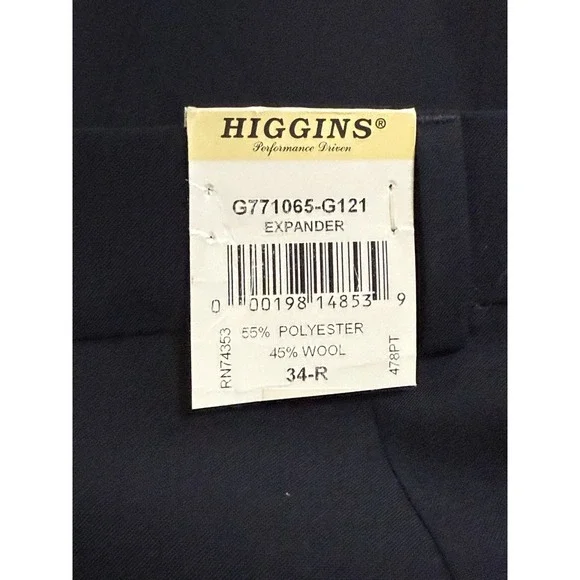 HIGGINS®
Performance Driven
G771065-G121
EXPANDER
0 00198 14853 9
RN74353
55% POLYESTER
45% WOOL
34-R
478PT